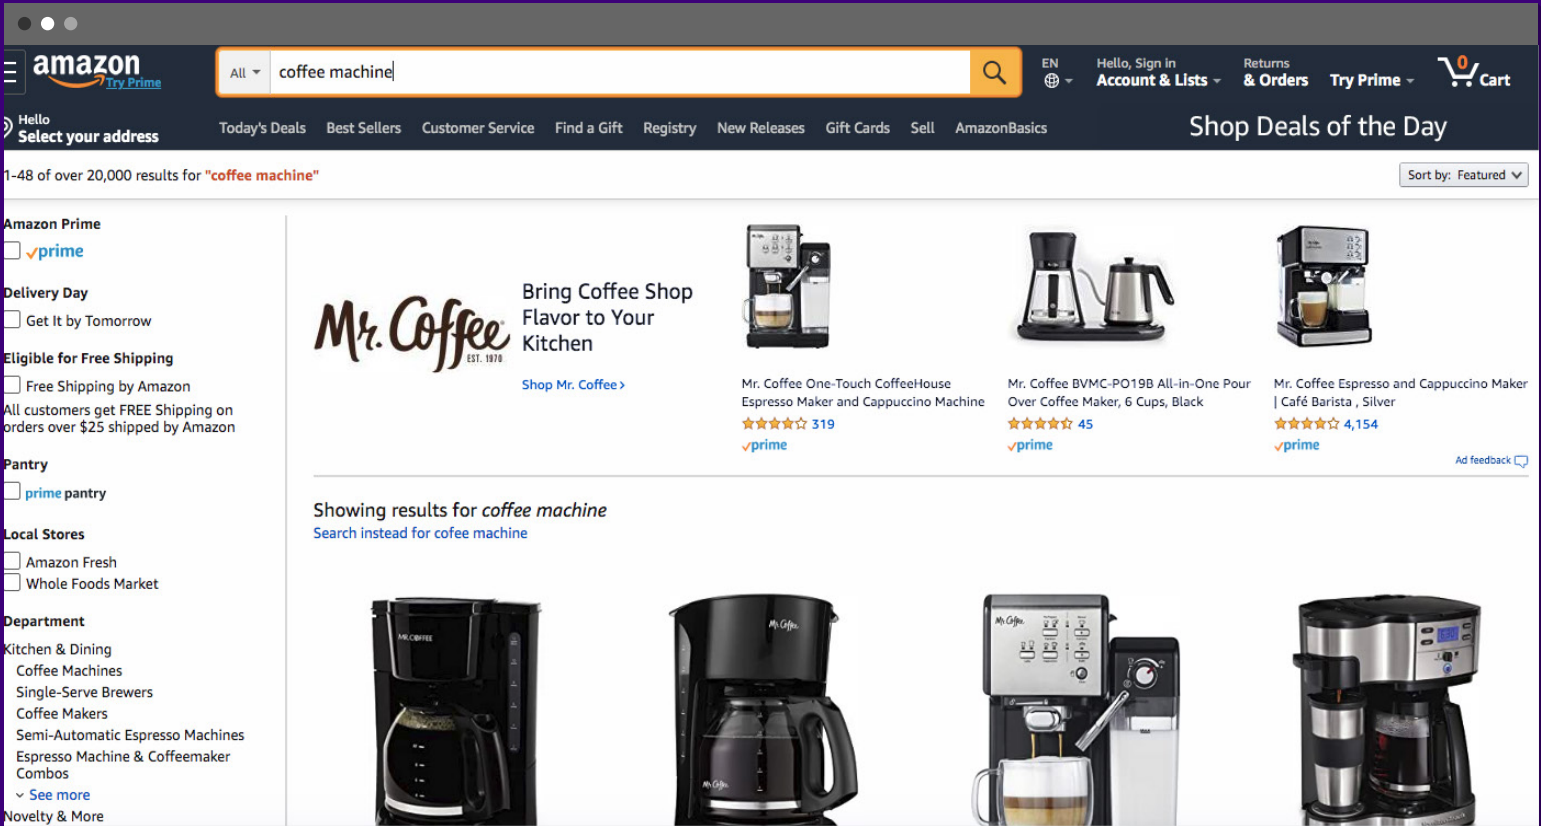 amazon
Try Prime
All
coffee machine
EN
Hello, Sign in
Account & Lists
Returns
& Orders
Try Prime
0
Cart
Hello
Select your address
Today's Deals
Best Sellers
Customer Service
Find a Gift
Registry
New Releases
Gift Cards
Sell
AmazonBasics
Shop Deals of the Day
1-48 of over 20,000 results for "coffee machine"
Sort by: Featured
Amazon Prime
prime
Delivery Day
Get It by Tomorrow
Eligible for Free Shipping
Free Shipping by Amazon
All customers get FREE Shipping on
orders over $25 shipped by Amazon
Pantry
prime pantry
Local Stores
Amazon Fresh
Whole Foods Market
Department
Kitchen & Dining
Coffee Machines
Single-Serve Brewers
Coffee Makers
Semi-Automatic Espresso Machines
Espresso Machine & Coffeemaker
Combos
See more
Novelty & More
Mr. Coffee
EST. 1970
Bring Coffee Shop
Flavor to Your
Kitchen
Shop Mr. Coffee ›
Mr. Coffee One-Touch CoffeeHouse
Espresso Maker and Cappuccino Machine
319
prime
Mr. Coffee BVMC-PO19B All-in-One Pour
Over Coffee Maker, 6 Cups, Black
45
prime
Mr. Coffee Espresso and Cappuccino Maker
| Café Barista , Silver
4,154
prime
Ad feedback
Showing results for coffee machine
Search instead for cofee machine
MR.COFFEE
Mr. Coffee
Mr. Coffee
Mr. Coffee